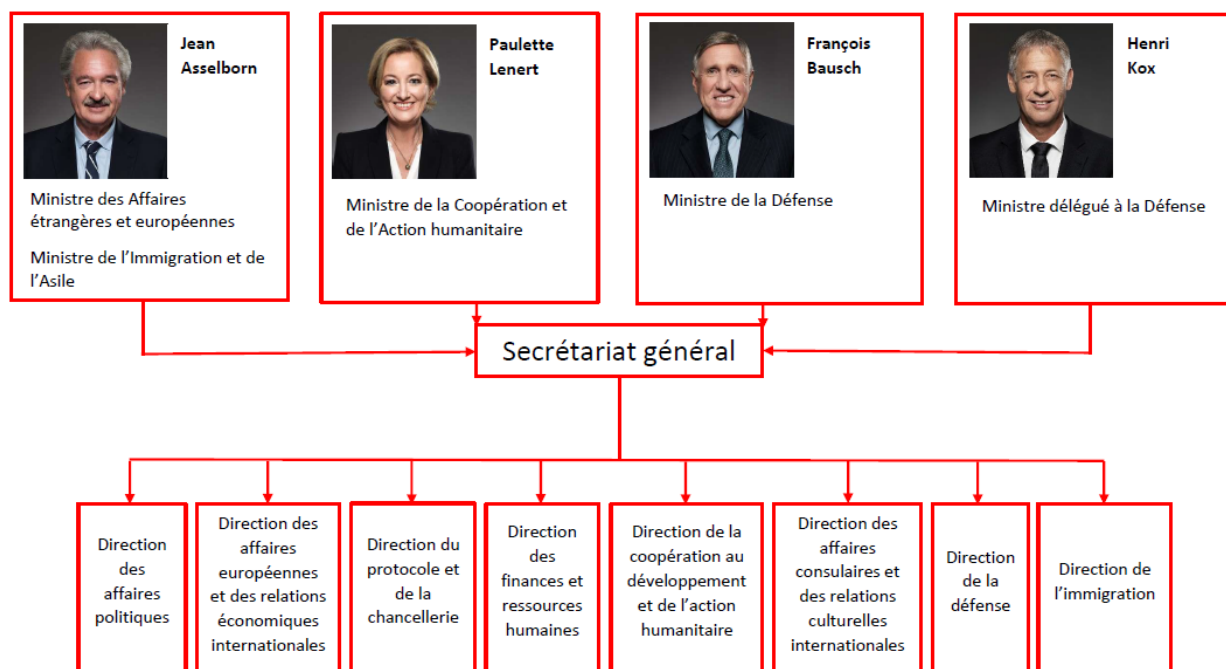 Jean
Asselborn
Ministre des Affaires
étrangères et européennes
Ministre de l’Immigration et de
l’Asile
Paulette
Lenert
Ministre de la Coopération et
de l’Action humanitaire
François
Bausch
Ministre de la Défense
Henri
Kox
Ministre délégué à la Défense
Secrétariat général
Direction
des
affaires
politiques
Direction des
affaires
européennes
et des relations
économiques
internationales
Direction du
protocole et
de la
chancellerie
Direction
des
finances et
ressources
humaines
Direction de la
coopération au
développement
et de l’action
humanitaire
Direction des
affaires
consulaires et
des relations
culturelles
internationales
Direction
de la
défense
Direction de
l’immigration